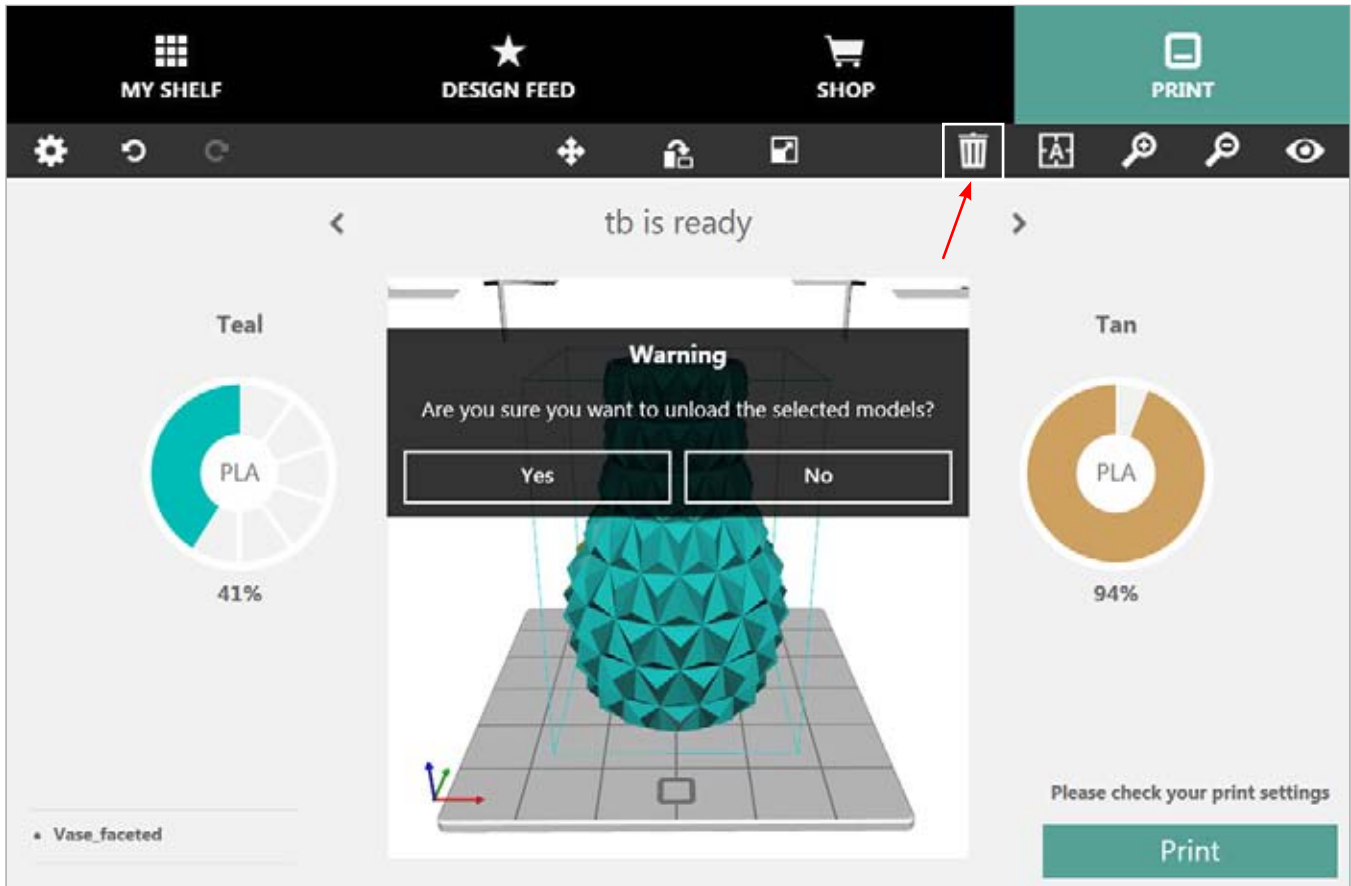 MY SHELF
DESIGN FEED
SHOP
PRINT
A
tb is ready
Teal
Tan
Warning
Are you sure you want to unload the selected models?
Yes
No
PLA
PLA
41%
94%
Please check your print settings
• Vase_faceted
Print